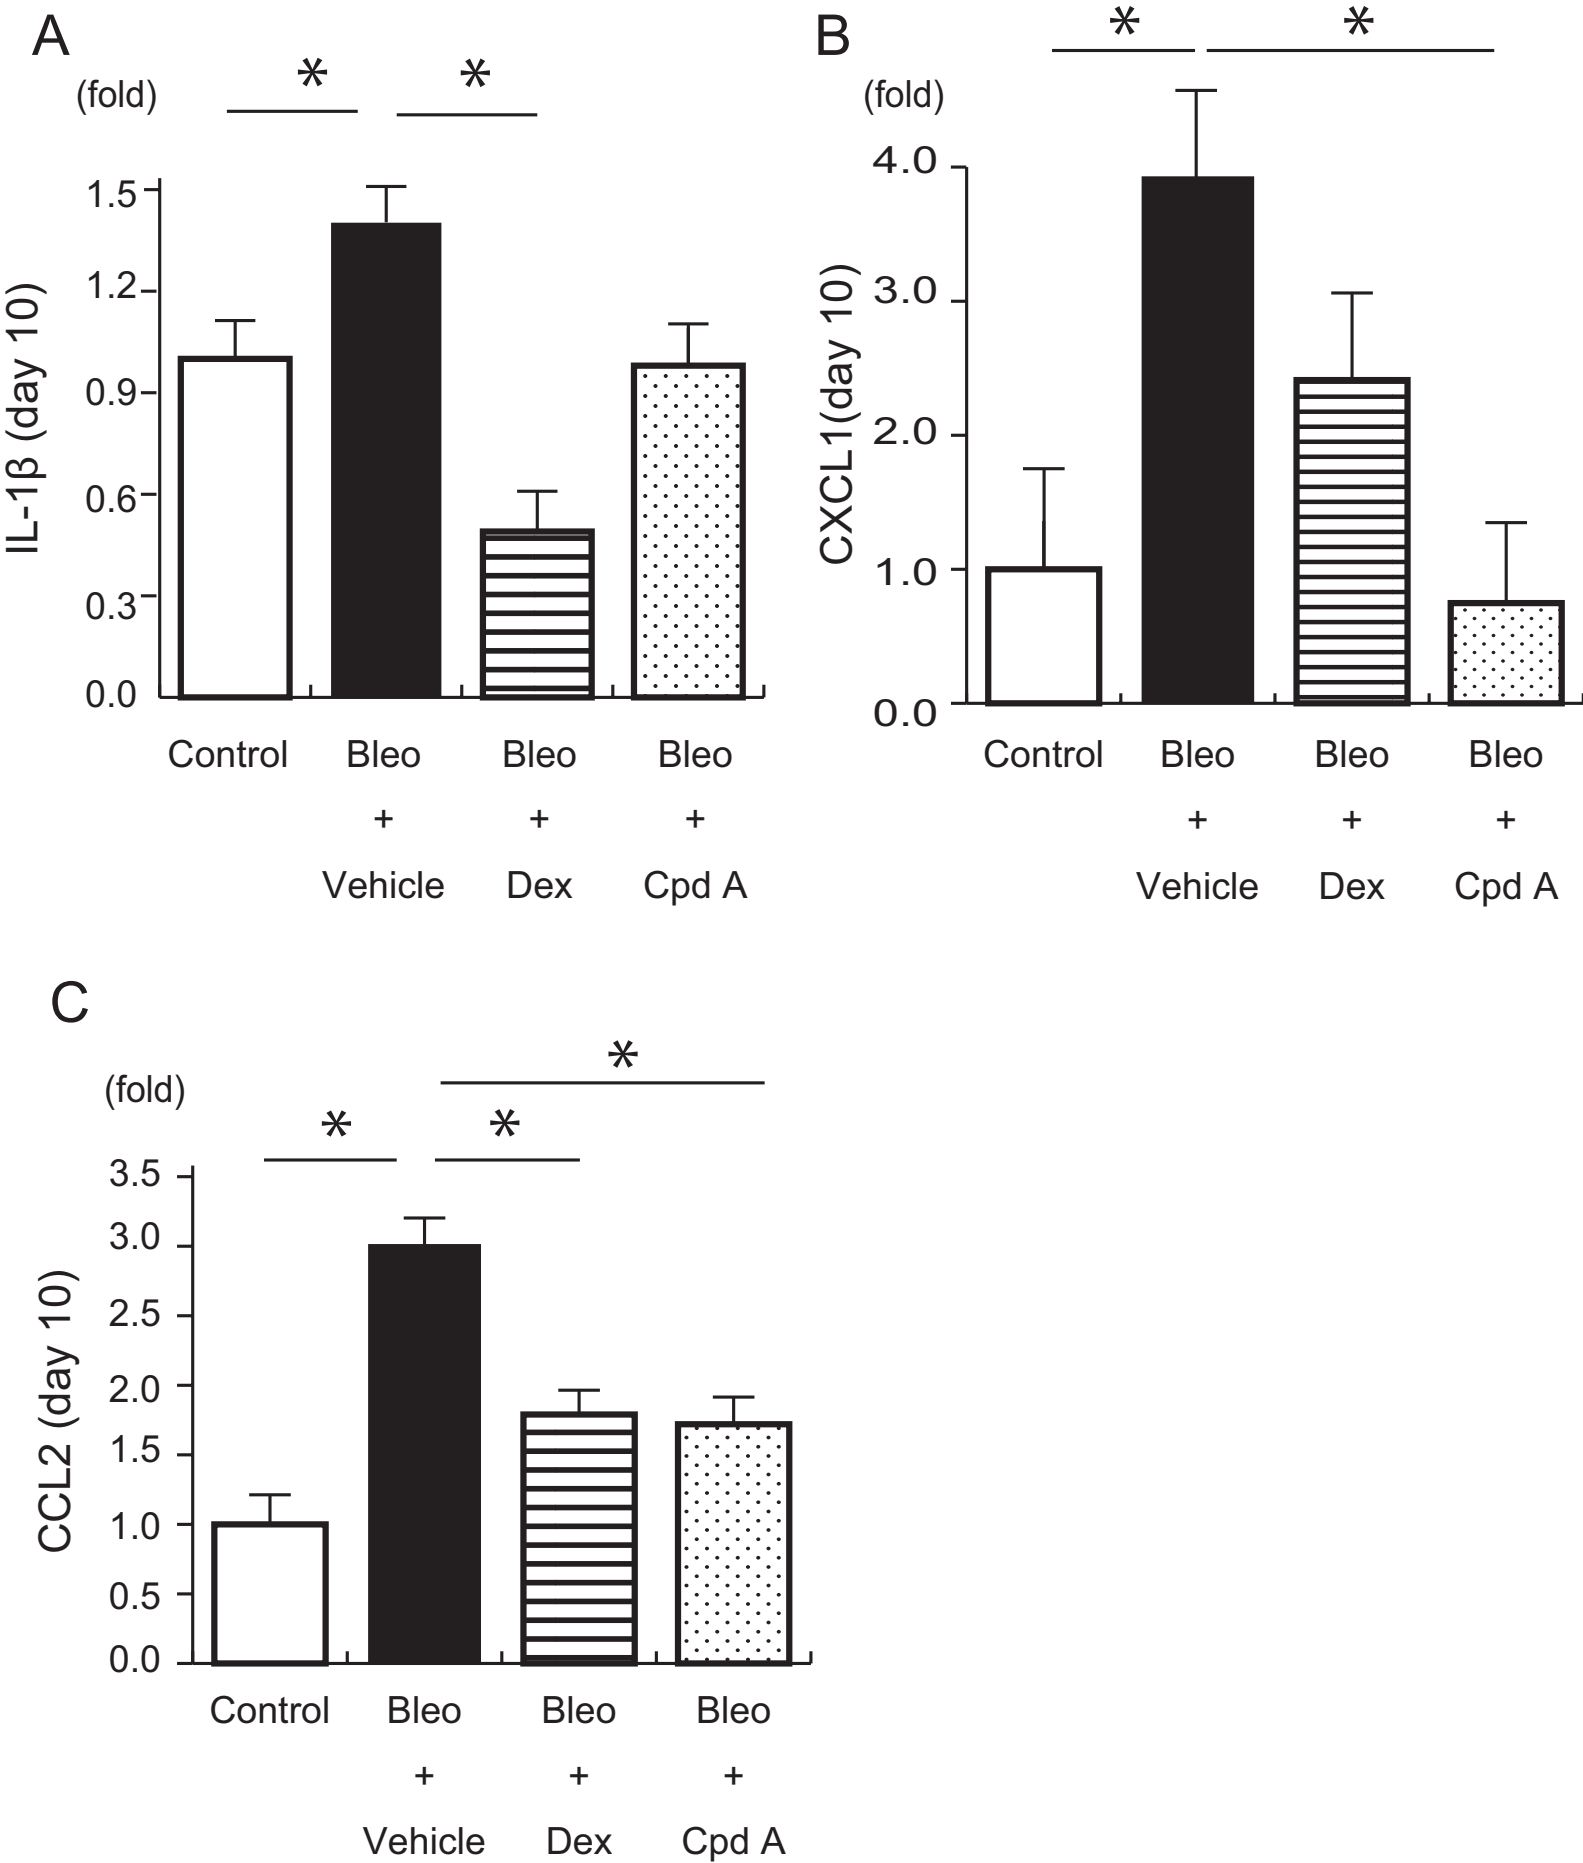 A
(fold)
* *
IL-1β (day 10)
1.5
1.2
0.9
0.6
0.3
0.0
Control Bleo Bleo Bleo
+ + +
Vehicle Dex Cpd A
B
(fold)
* *
CXCL1(day 10)
4.0
3.0
2.0
1.0
0.0
Control Bleo Bleo Bleo
+ + +
Vehicle Dex Cpd A
C
(fold)
*
* *
CCL2 (day 10)
3.5
3.0
2.5
2.0
1.5
1.0
0.5
0.0
Control Bleo Bleo Bleo
+ + +
Vehicle Dex Cpd A